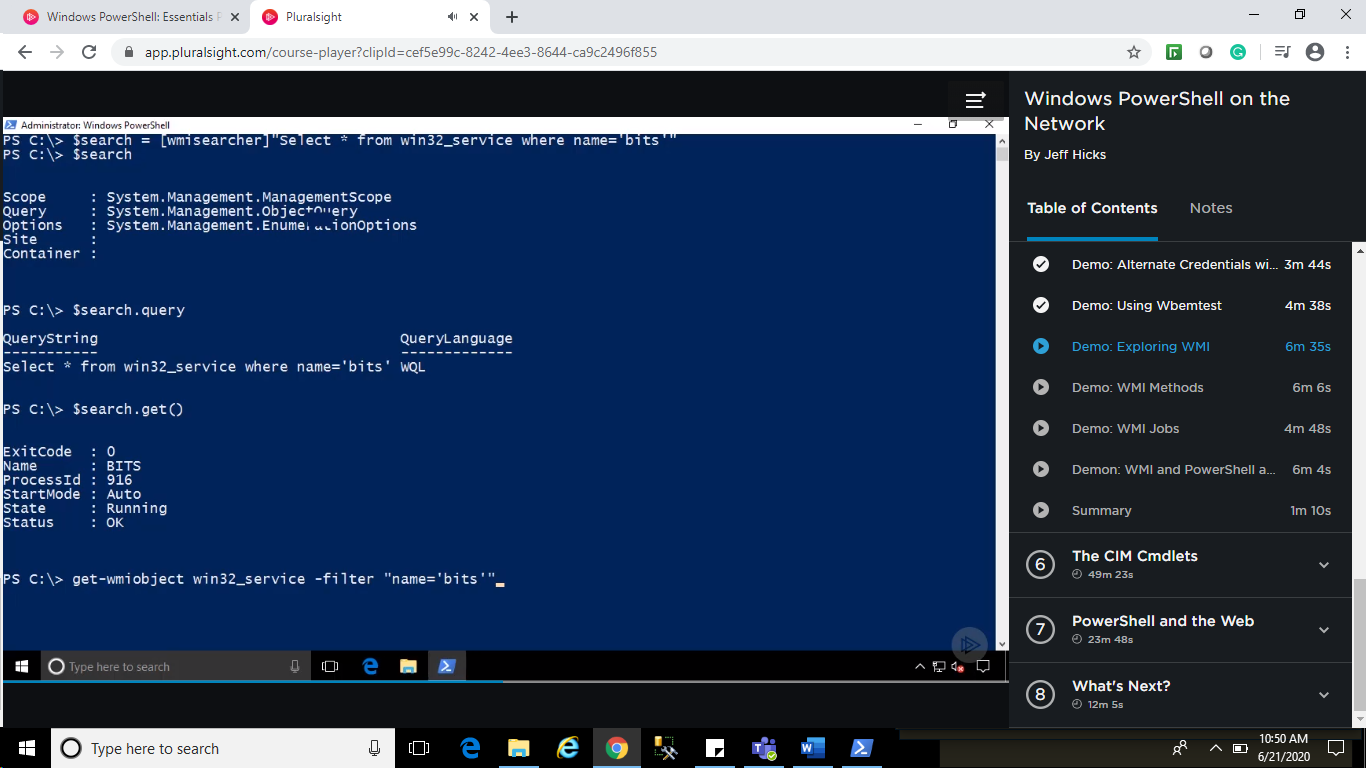 Windows PowerShell: Essentials P
Pluralsight
app.pluralsight.com/course-player?clipId=cef5e99c-8242-4ee3-8644-ca9c2496f855
Administrator: Windows PowerShell
PS C:\> $search = [wmisearcher]"Select * from win32_service where name='bits'"
PS C:\> $search
Scope : System.Management.ManagementScope
Query : System.Management.ObjectQuery
Options : System.Management.EnumerationOptions
Site :
Container :
PS C:\> $search.query
QueryString QueryLanguage
----------- -------------
Select * from win32_service where name='bits' WQL
PS C:\> $search.get()
ExitCode : 0
Name : BITS
ProcessId : 916
StartMode : Auto
State : Running
Status : OK
PS C:\> get-wmiobject win32_service -filter "name='bits'"_
Type here to search
Windows PowerShell on the
Network
By Jeff Hicks
Table of Contents Notes
Demo: Alternate Credentials wi... 3m 44s
Demo: Using Wbemtest 4m 38s
Demo: Exploring WMI 6m 35s
Demo: WMI Methods 6m 6s
Demo: WMI Jobs 4m 48s
Demon: WMI and PowerShell a... 6m 4s
Summary 1m 10s
6 The CIM Cmdlets
49m 23s
7 PowerShell and the Web
23m 48s
8 What's Next?
12m 5s
Type here to search
10:50 AM
6/21/2020